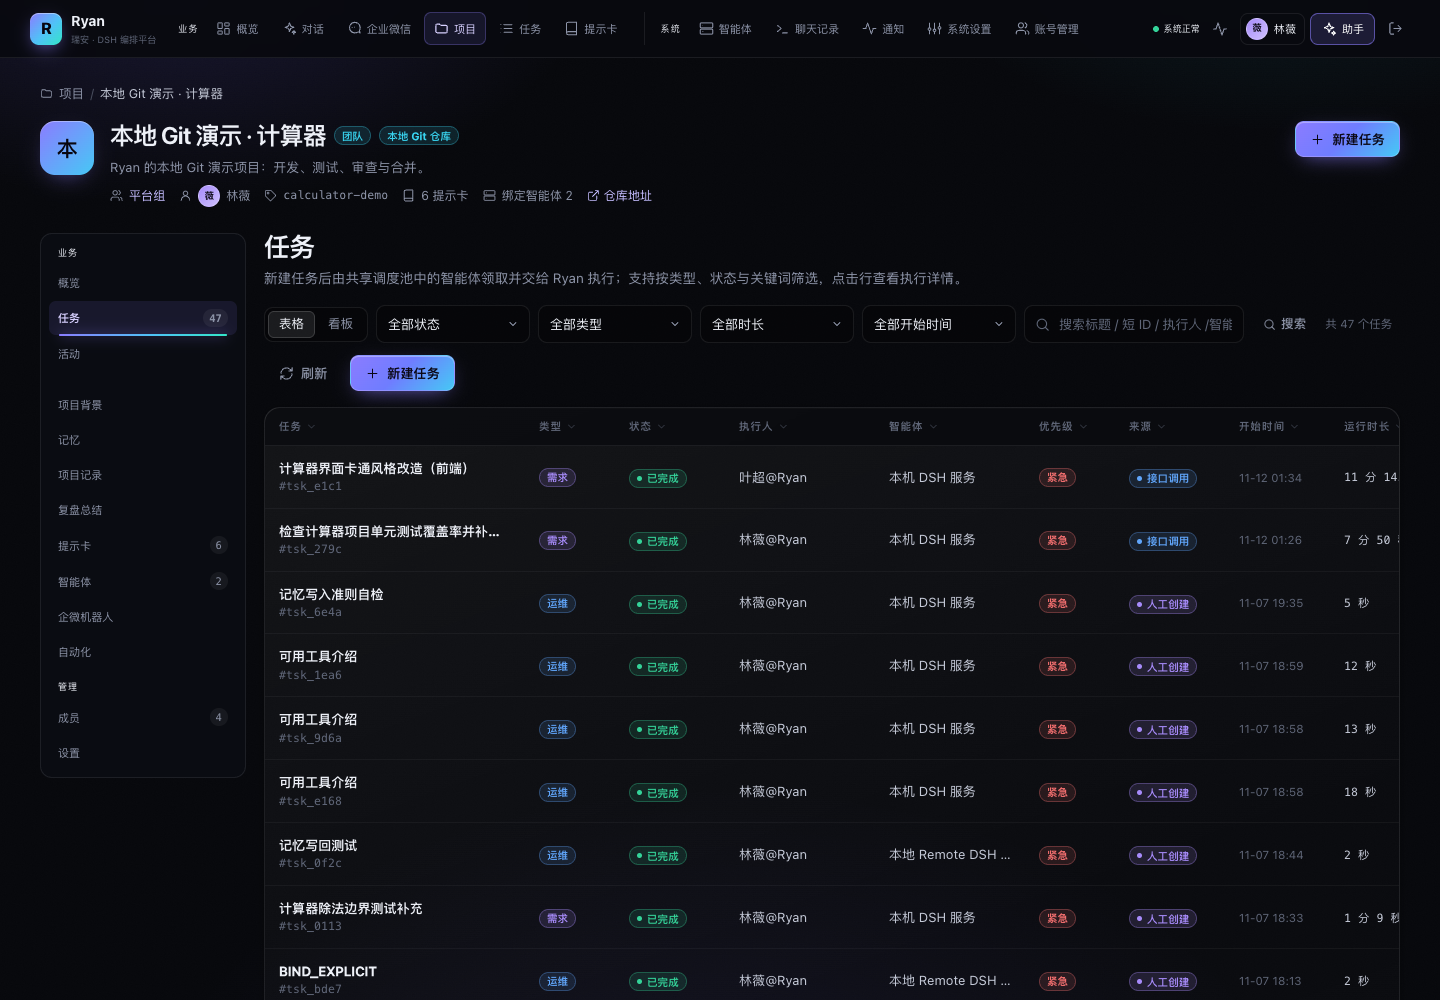 R Ryan 瑞安 · DSH 编排平台 业务 概览 对话 企业微信 项目 任务 提示卡 系统 智能体 聊天记录 通知 系统设置 账号管理 系统正常 薇 林薇 助手
项目 / 本地 Git 演示 · 计算器
本 本地 Git 演示 · 计算器 团队 本地 Git 仓库 新建任务
Ryan 的本地 Git 演示项目：开发、测试、审查与合并。
平台组 薇 林薇 calculator-demo 6 提示卡 绑定智能体 2 仓库地址
业务
概览
任务 47
活动
项目背景
记忆
项目记录
复盘总结
提示卡 6
智能体 2
企微机器人
自动化
管理
成员 4
设置
任务
新建任务后由共享调度池中的智能体领取并交给 Ryan 执行；支持按类型、状态与关键词筛选，点击行查看执行详情。
表格 看板 全部状态 全部类型 全部时长 全部开始时间 搜索标题 / 短 ID / 执行人 /智能 搜索 共 47 个任务
刷新 新建任务
任务 类型 状态 执行人 智能体 优先级 来源 开始时间 运行时长
计算器界面卡通风格改造（前端） 需求 已完成 叶超@Ryan 本机 DSH 服务 紧急 接口调用 11-12 01:34 11 分 14
#tsk_e1c1
检查计算器项目单元测试覆盖率并补... 需求 已完成 林薇@Ryan 本机 DSH 服务 紧急 接口调用 11-12 01:26 7 分 50
#tsk_279c
记忆写入准则自检 运维 已完成 林薇@Ryan 本机 DSH 服务 紧急 人工创建 11-07 19:35 5 秒
#tsk_6e4a
可用工具介绍 运维 已完成 林薇@Ryan 本机 DSH 服务 紧急 人工创建 11-07 18:59 12 秒
#tsk_1ea6
可用工具介绍 运维 已完成 林薇@Ryan 本机 DSH 服务 紧急 人工创建 11-07 18:58 13 秒
#tsk_9d6a
可用工具介绍 运维 已完成 林薇@Ryan 本机 DSH 服务 紧急 人工创建 11-07 18:58 18 秒
#tsk_e168
记忆写回测试 运维 已完成 林薇@Ryan 本地 Remote DSH ... 紧急 人工创建 11-07 18:44 2 秒
#tsk_0f2c
计算器除法边界测试补充 需求 已完成 林薇@Ryan 本机 DSH 服务 紧急 人工创建 11-07 18:33 1 分 9 秒
#tsk_0113
BIND_EXPLICIT 运维 已完成 林薇@Ryan 本地 Remote DSH ... 紧急 人工创建 11-07 18:13 2 秒
#tsk_bde7